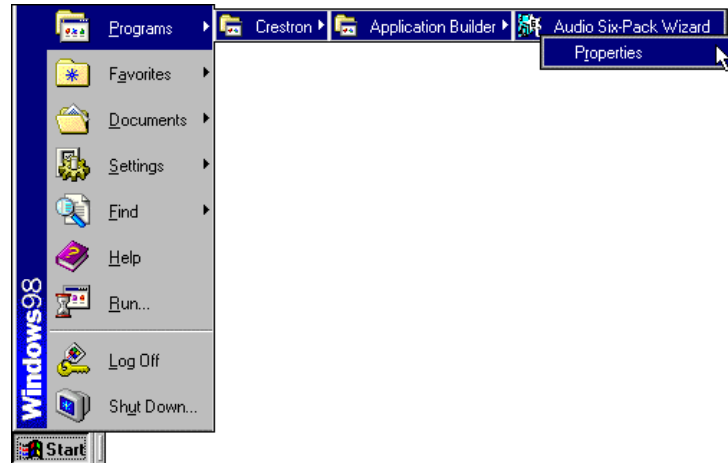 Programs Crestron Application Builder Audio Six-Pack Wizard
Properties
Favorites
Documents
Settings
Find
Help
Run...
Log Off
Shut Down...
Windows98
Start